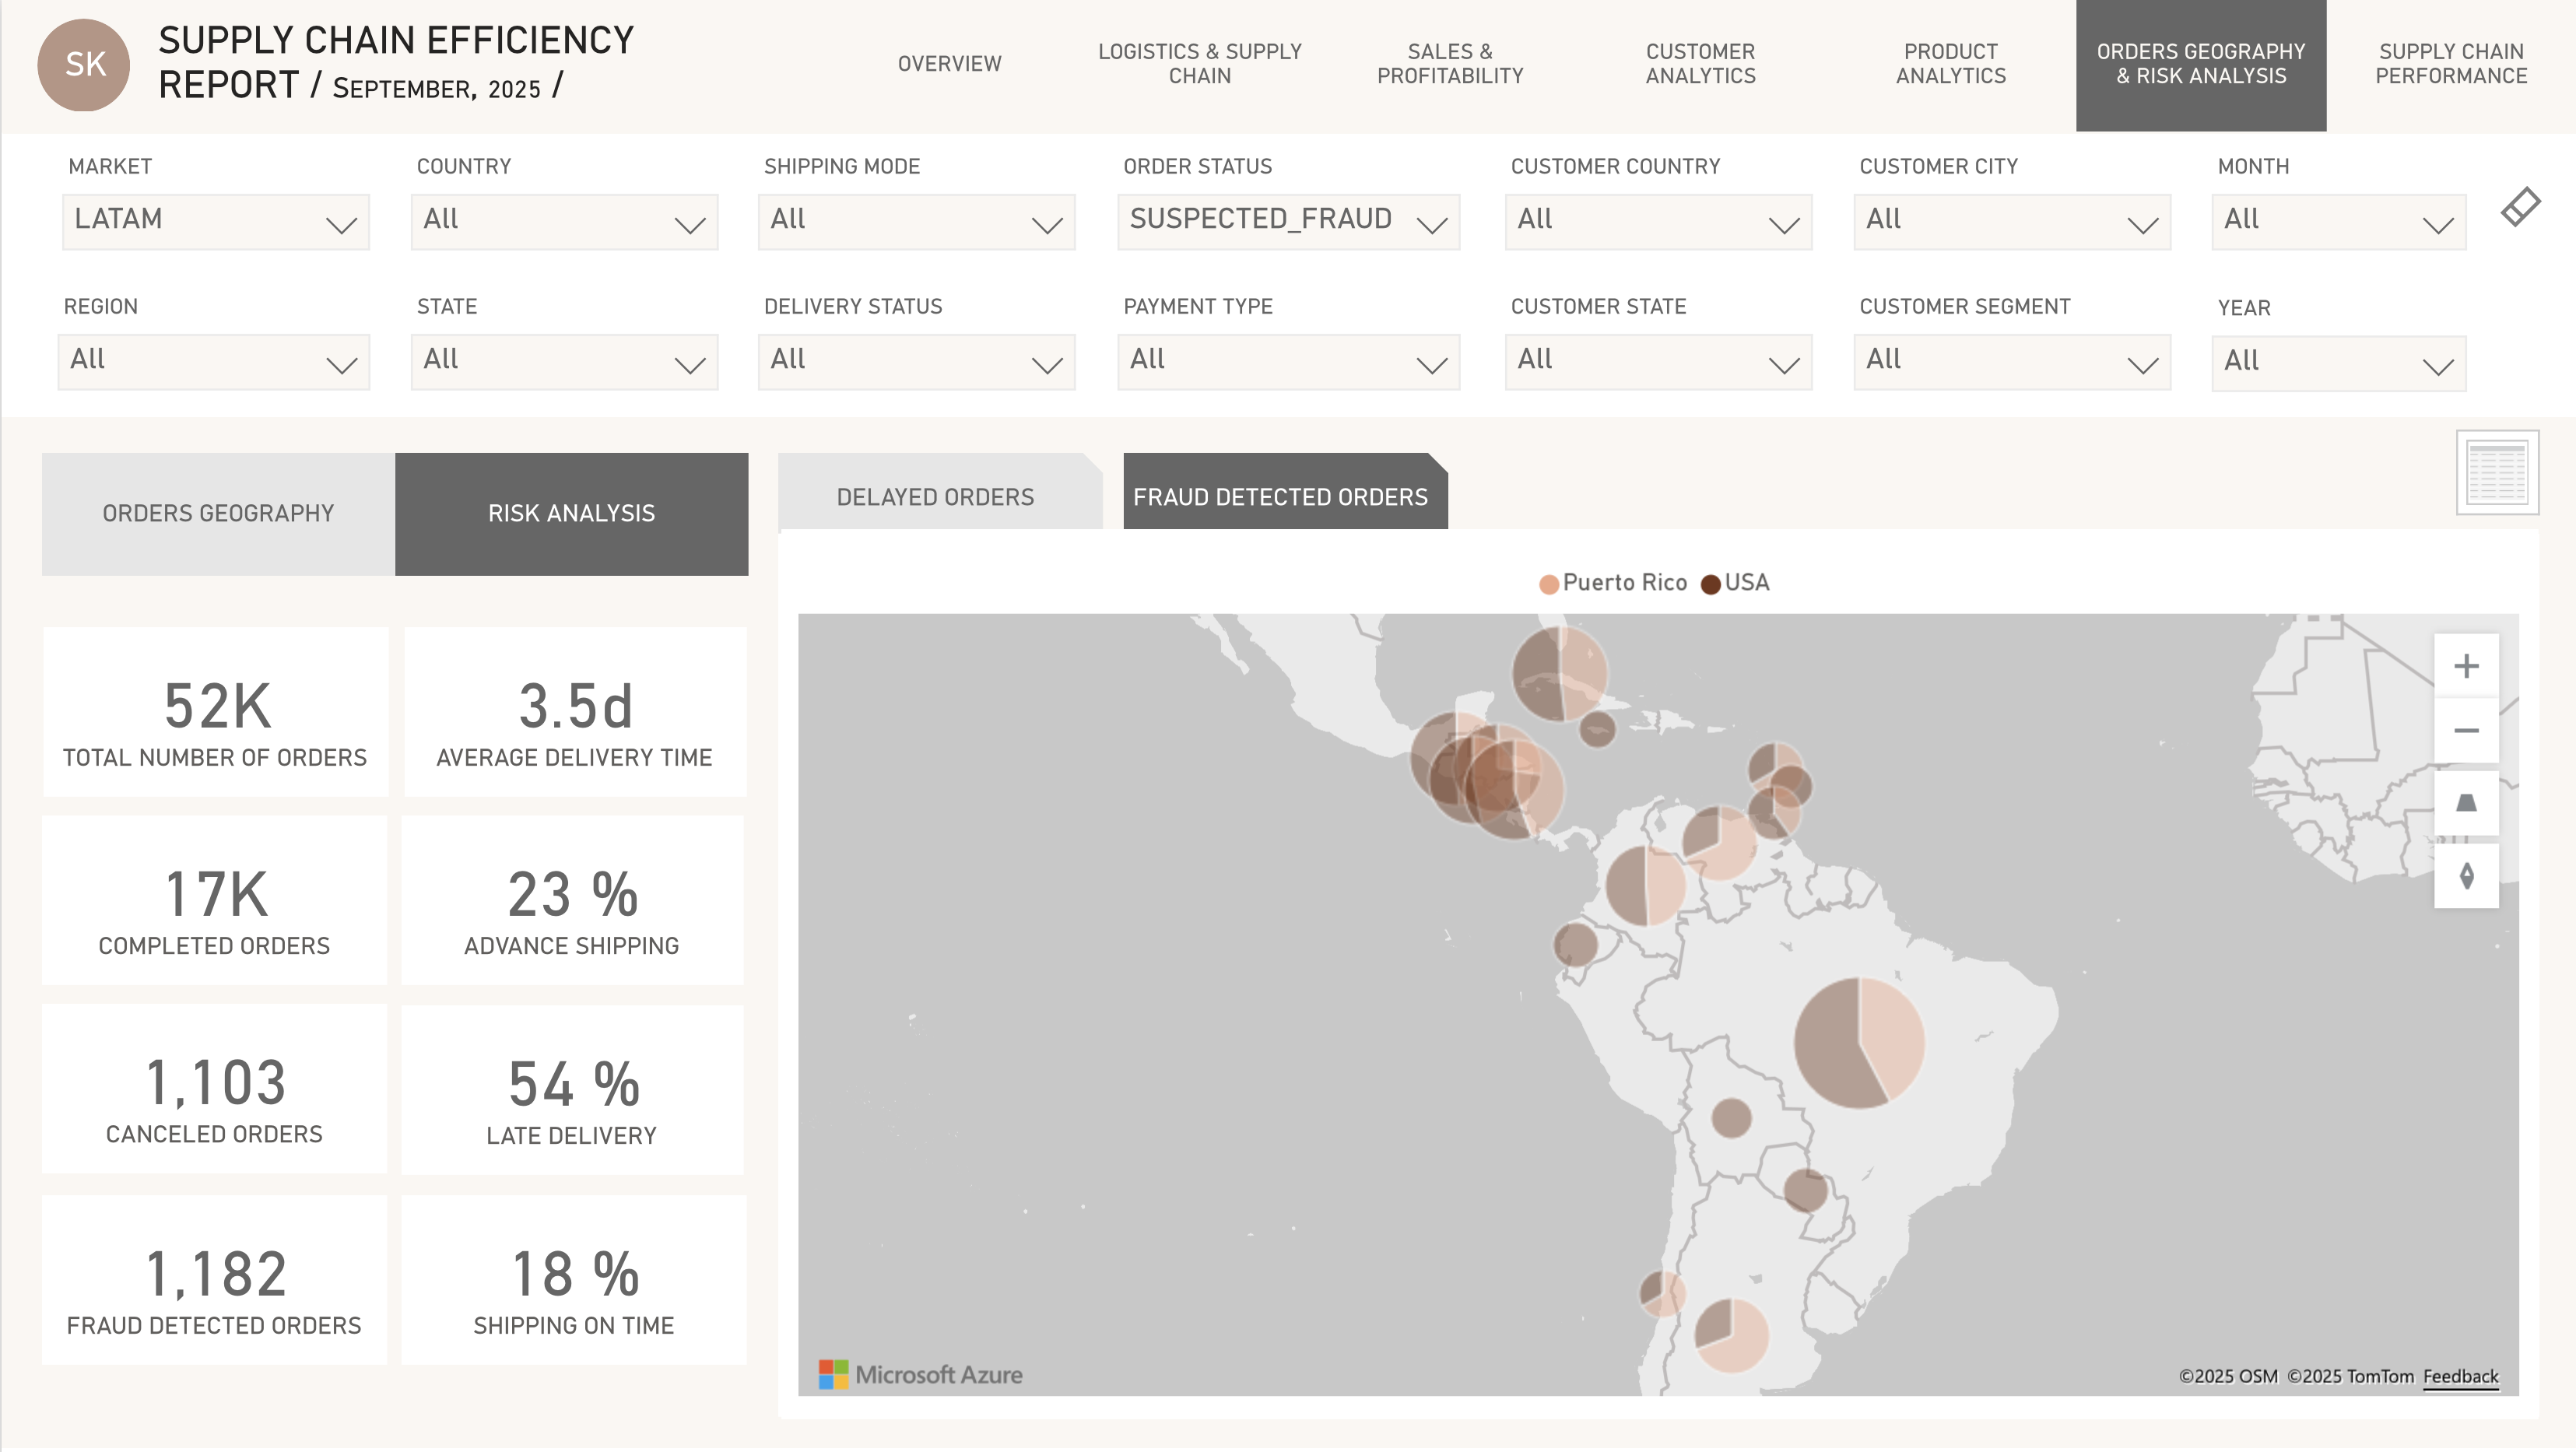 SK
SUPPLY CHAIN EFFICIENCY
REPORT / SEPTEMBER, 2025 /
OVERVIEW
LOGISTICS & SUPPLY
CHAIN
SALES &
PROFITABILITY
CUSTOMER
ANALYTICS
PRODUCT
ANALYTICS
ORDERS GEOGRAPHY
& RISK ANALYSIS
SUPPLY CHAIN
PERFORMANCE
MARKET
LATAM
COUNTRY
All
SHIPPING MODE
All
ORDER STATUS
SUSPECTED_FRAUD
CUSTOMER COUNTRY
All
CUSTOMER CITY
All
MONTH
All
REGION
All
STATE
All
DELIVERY STATUS
All
PAYMENT TYPE
All
CUSTOMER STATE
All
CUSTOMER SEGMENT
All
YEAR
All
ORDERS GEOGRAPHY
RISK ANALYSIS
DELAYED ORDERS
FRAUD DETECTED ORDERS
52K
TOTAL NUMBER OF ORDERS
3.5d
AVERAGE DELIVERY TIME
17K
COMPLETED ORDERS
23 %
ADVANCE SHIPPING
1,103
CANCELED ORDERS
54 %
LATE DELIVERY
1,182
FRAUD DETECTED ORDERS
18 %
SHIPPING ON TIME
Puerto Rico
USA
Microsoft Azure
©2025 OSM ©2025 TomTom Feedback